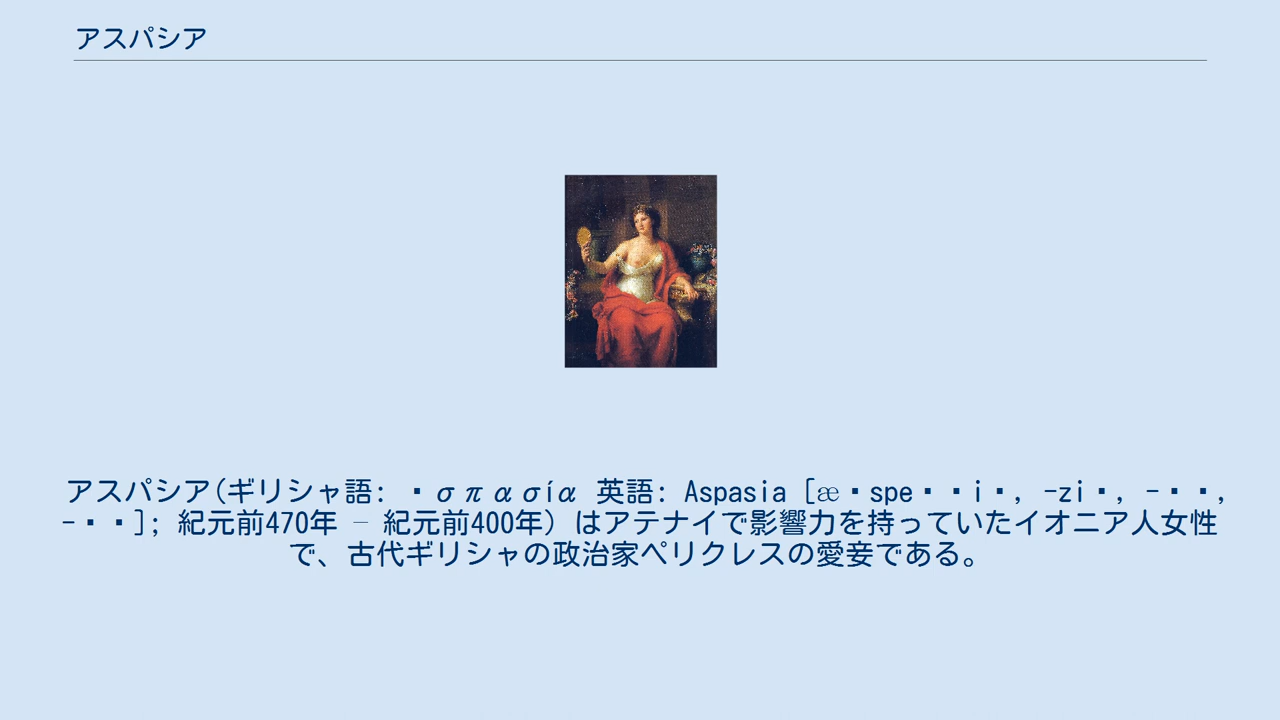 アスパシア
アスパシア(ギリシャ語: ▪σπασία 英語: Aspasia [æ▪spe▪▪i▪, -zi▪, -▪▪,
-▪▪]; 紀元前470年 – 紀元前400年) はアテナイで影響力を持っていたイオニア人女性
で、古代ギリシャの政治家ペリクレスの愛妾である。